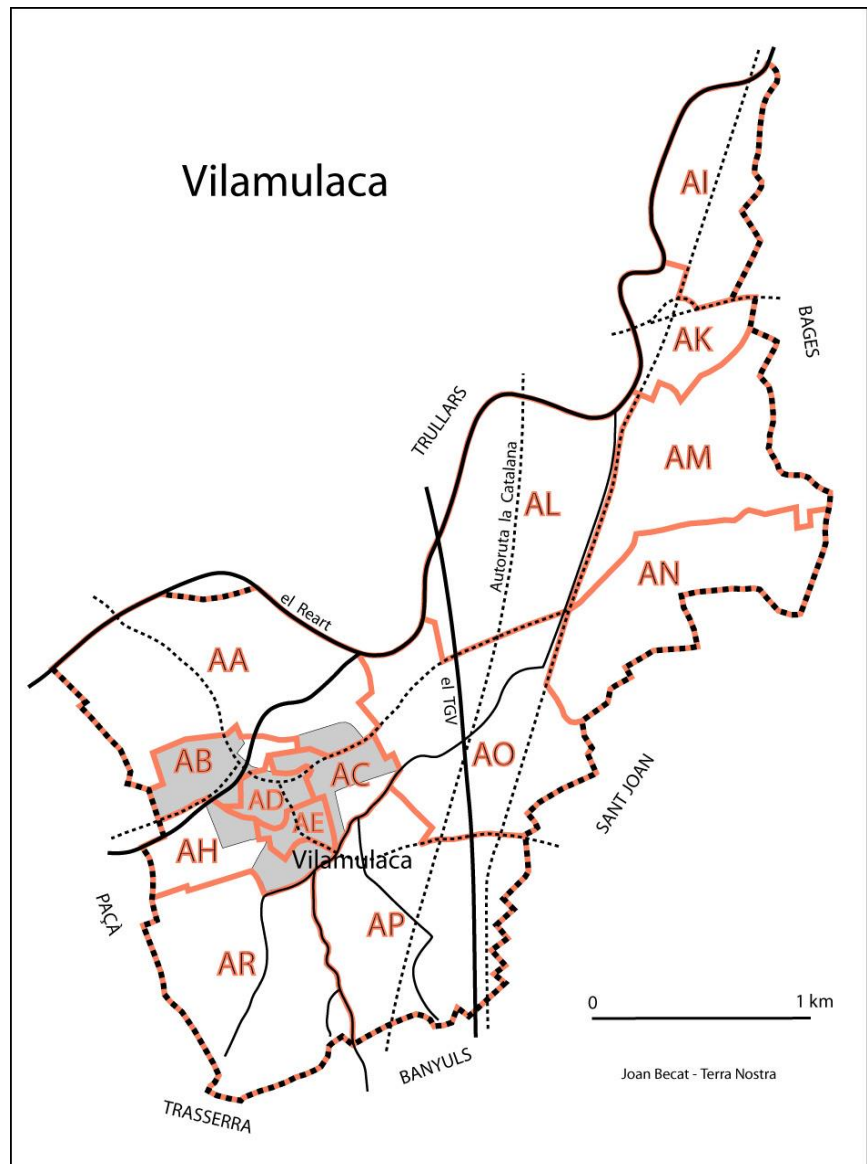 Vilamulaca
AI
BAGES
AK
TRULLARS
AM
AL
Autoruta la Catalana
AN
el Reart
AA
el TGV
AB
AC
AO
AD
AE
SANT JOAN
AH
Vilamulaca
PAÇÀ
AP
AR
0 1 km
BANYULS
Joan Becat - Terra Nostra
TRASSERRA